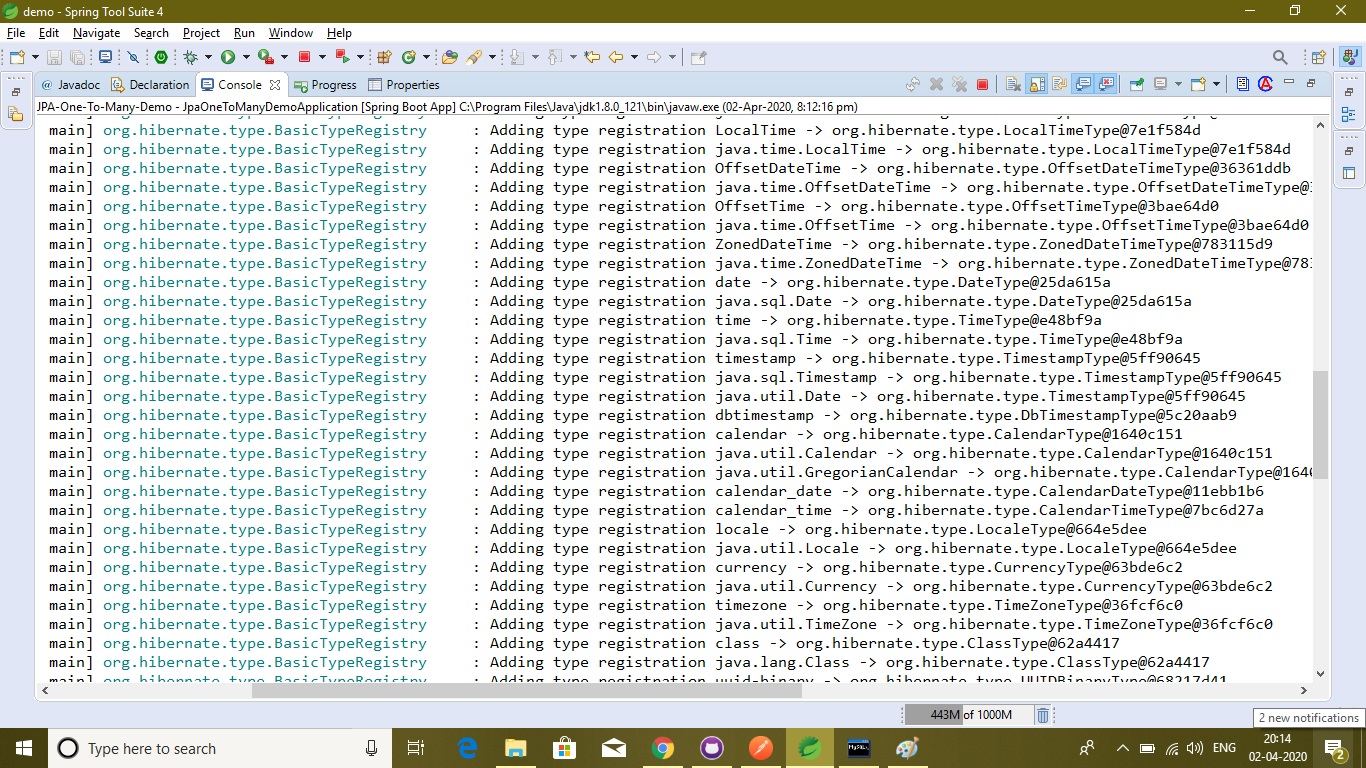 demo - Spring Tool Suite 4
File Edit Navigate Search Project Run Window Help
@ Javadoc Declaration Console Progress Properties
JPA-One-To-Many-Demo - JpaOneToManyDemoApplication [Spring Boot App] C:\Program Files\Java\jdk1.8.0_121\bin\javaw.exe (02-Apr-2020, 8:12:16 pm)
main] org.hibernate.type.BasicTypeRegistry : Adding type registration LocalTime -> org.hibernate.type.LocalTimeType@7e1f584d
main] org.hibernate.type.BasicTypeRegistry : Adding type registration java.time.LocalTime -> org.hibernate.type.LocalTimeType@7e1f584d
main] org.hibernate.type.BasicTypeRegistry : Adding type registration OffsetDateTime -> org.hibernate.type.OffsetDateTimeType@36361ddb
main] org.hibernate.type.BasicTypeRegistry : Adding type registration java.time.OffsetDateTime -> org.hibernate.type.OffsetDateTimeType@3
main] org.hibernate.type.BasicTypeRegistry : Adding type registration OffsetTime -> org.hibernate.type.OffsetTimeType@3bae64d0
main] org.hibernate.type.BasicTypeRegistry : Adding type registration java.time.OffsetTime -> org.hibernate.type.OffsetTimeType@3bae64d0
main] org.hibernate.type.BasicTypeRegistry : Adding type registration ZonedDateTime -> org.hibernate.type.ZonedDateTimeType@783115d9
main] org.hibernate.type.BasicTypeRegistry : Adding type registration java.time.ZonedDateTime -> org.hibernate.type.ZonedDateTimeType@783
main] org.hibernate.type.BasicTypeRegistry : Adding type registration date -> org.hibernate.type.DateType@25da615a
main] org.hibernate.type.BasicTypeRegistry : Adding type registration java.sql.Date -> org.hibernate.type.DateType@25da615a
main] org.hibernate.type.BasicTypeRegistry : Adding type registration time -> org.hibernate.type.TimeType@e48bf9a
main] org.hibernate.type.BasicTypeRegistry : Adding type registration java.sql.Time -> org.hibernate.type.TimeType@e48bf9a
main] org.hibernate.type.BasicTypeRegistry : Adding type registration timestamp -> org.hibernate.type.TimestampType@5ff90645
main] org.hibernate.type.BasicTypeRegistry : Adding type registration java.sql.Timestamp -> org.hibernate.type.TimestampType@5ff90645
main] org.hibernate.type.BasicTypeRegistry : Adding type registration java.util.Date -> org.hibernate.type.TimestampType@5ff90645
main] org.hibernate.type.BasicTypeRegistry : Adding type registration dbtimestamp -> org.hibernate.type.DbTimestampType@5c20aab9
main] org.hibernate.type.BasicTypeRegistry : Adding type registration calendar -> org.hibernate.type.CalendarType@1640c151
main] org.hibernate.type.BasicTypeRegistry : Adding type registration java.util.Calendar -> org.hibernate.type.CalendarType@1640c151
main] org.hibernate.type.BasicTypeRegistry : Adding type registration java.util.GregorianCalendar -> org.hibernate.type.CalendarType@1640
main] org.hibernate.type.BasicTypeRegistry : Adding type registration calendar_date -> org.hibernate.type.CalendarDateType@11ebb1b6
main] org.hibernate.type.BasicTypeRegistry : Adding type registration calendar_time -> org.hibernate.type.CalendarTimeType@7bc6d27a
main] org.hibernate.type.BasicTypeRegistry : Adding type registration locale -> org.hibernate.type.LocaleType@664e5dee
main] org.hibernate.type.BasicTypeRegistry : Adding type registration java.util.Locale -> org.hibernate.type.LocaleType@664e5dee
main] org.hibernate.type.BasicTypeRegistry : Adding type registration currency -> org.hibernate.type.CurrencyType@63bde6c2
main] org.hibernate.type.BasicTypeRegistry : Adding type registration java.util.Currency -> org.hibernate.type.CurrencyType@63bde6c2
main] org.hibernate.type.BasicTypeRegistry : Adding type registration timezone -> org.hibernate.type.TimeZoneType@36fcf6c0
main] org.hibernate.type.BasicTypeRegistry : Adding type registration java.util.TimeZone -> org.hibernate.type.TimeZoneType@36fcf6c0
main] org.hibernate.type.BasicTypeRegistry : Adding type registration class -> org.hibernate.type.ClassType@62a4417
main] org.hibernate.type.BasicTypeRegistry : Adding type registration java.lang.Class -> org.hibernate.type.ClassType@62a4417
main] org.hibernate.type.BasicTypeRegistry : Adding type registration uuid-binary -> org.hibernate.type.UUIDBinaryType@68217d41
443M of 1000M
2 new notifications
Type here to search
ENG
20:14
02-04-2020
2